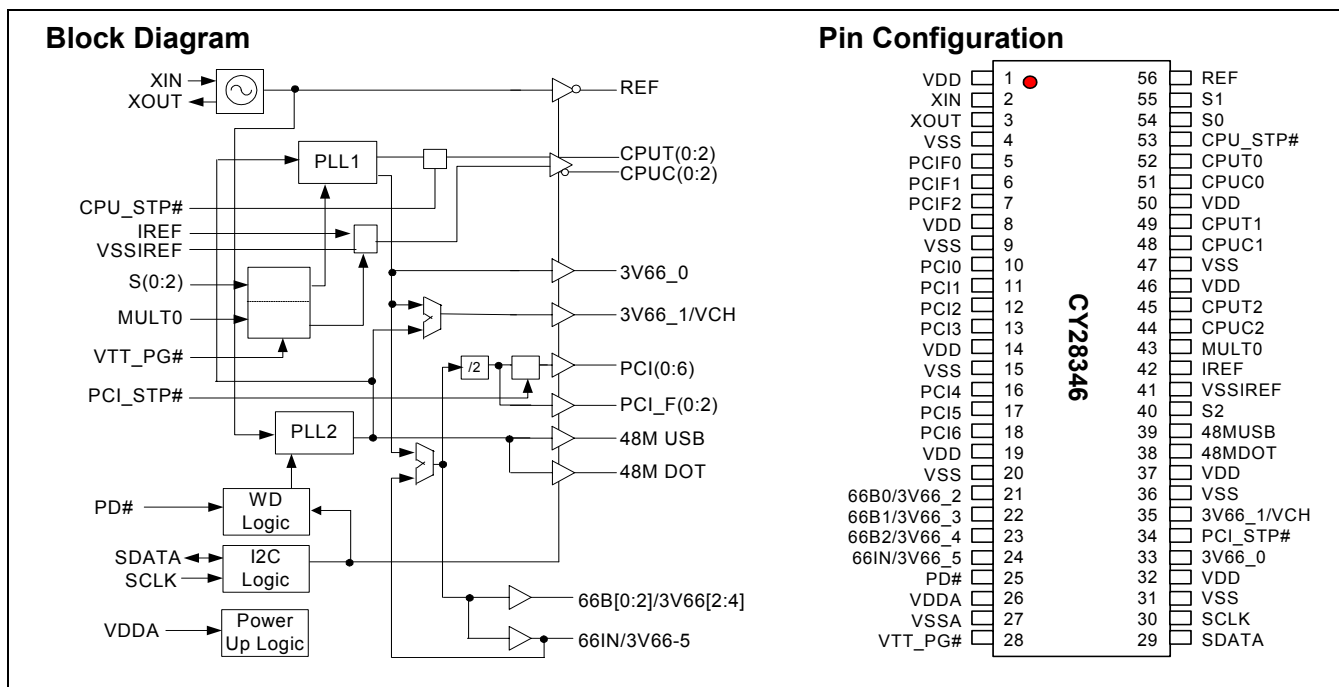 Block Diagram
XIN
XOUT
REF
PLL1
CPUT(0:2)
CPUC(0:2)
CPU_STP#
IREF
VSSIREF
3V66_0
S(0:2)
MULT0
3V66_1/VCH
VTT_PG#
/2
PCI(0:6)
PCI_STP#
PCI_F(0:2)
PLL2
48M USB
48M DOT
PD#
WD
Logic
SDATA
SCLK
I2C
Logic
66B[0:2]/3V66[2:4]
VDDA
Power
Up Logic
66IN/3V66-5
Pin Configuration
VDD 1 56 REF
XIN 2 55 S1
XOUT 3 54 S0
VSS 4 53 CPU_STP#
PCIF0 5 52 CPUT0
PCIF1 6 51 CPUC0
PCIF2 7 50 VDD
VDD 8 49 CPUT1
VSS 9 48 CPUC1
PCI0 10 47 VSS
PCI1 11 46 VDD
PCI2 12 45 CPUT2
PCI3 13 44 CPUC2
VDD 14 43 MULT0
VSS 15 42 IREF
PCI4 16 41 VSSIREF
PCI5 17 40 S2
PCI6 18 39 48MUSB
VDD 19 38 48MDOT
VSS 20 37 VDD
66B0/3V66_2 21 36 VSS
66B1/3V66_3 22 35 3V66_1/VCH
66B2/3V66_4 23 34 PCI_STP#
66IN/3V66_5 24 33 3V66_0
PD# 25 32 VDD
VDDA 26 31 VSS
VSSA 27 30 SCLK
VTT_PG# 28 29 SDATA
CY28346